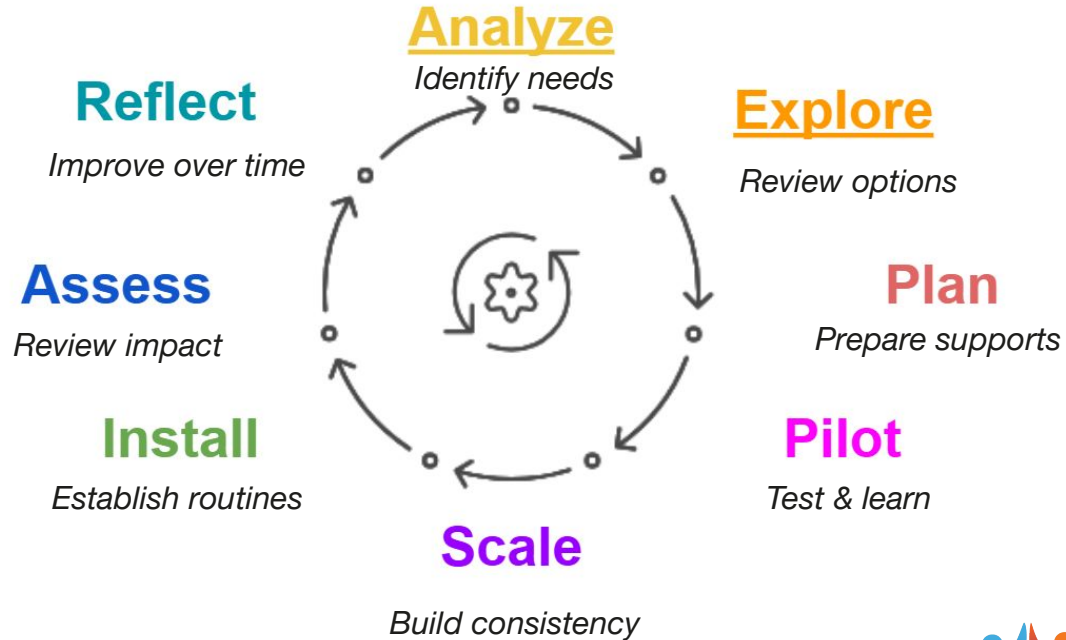 Analyze
Identify needs
Explore
Review options
Plan
Prepare supports
Pilot
Test & learn
Scale
Build consistency
Install
Establish routines
Assess
Review impact
Reflect
Improve over time